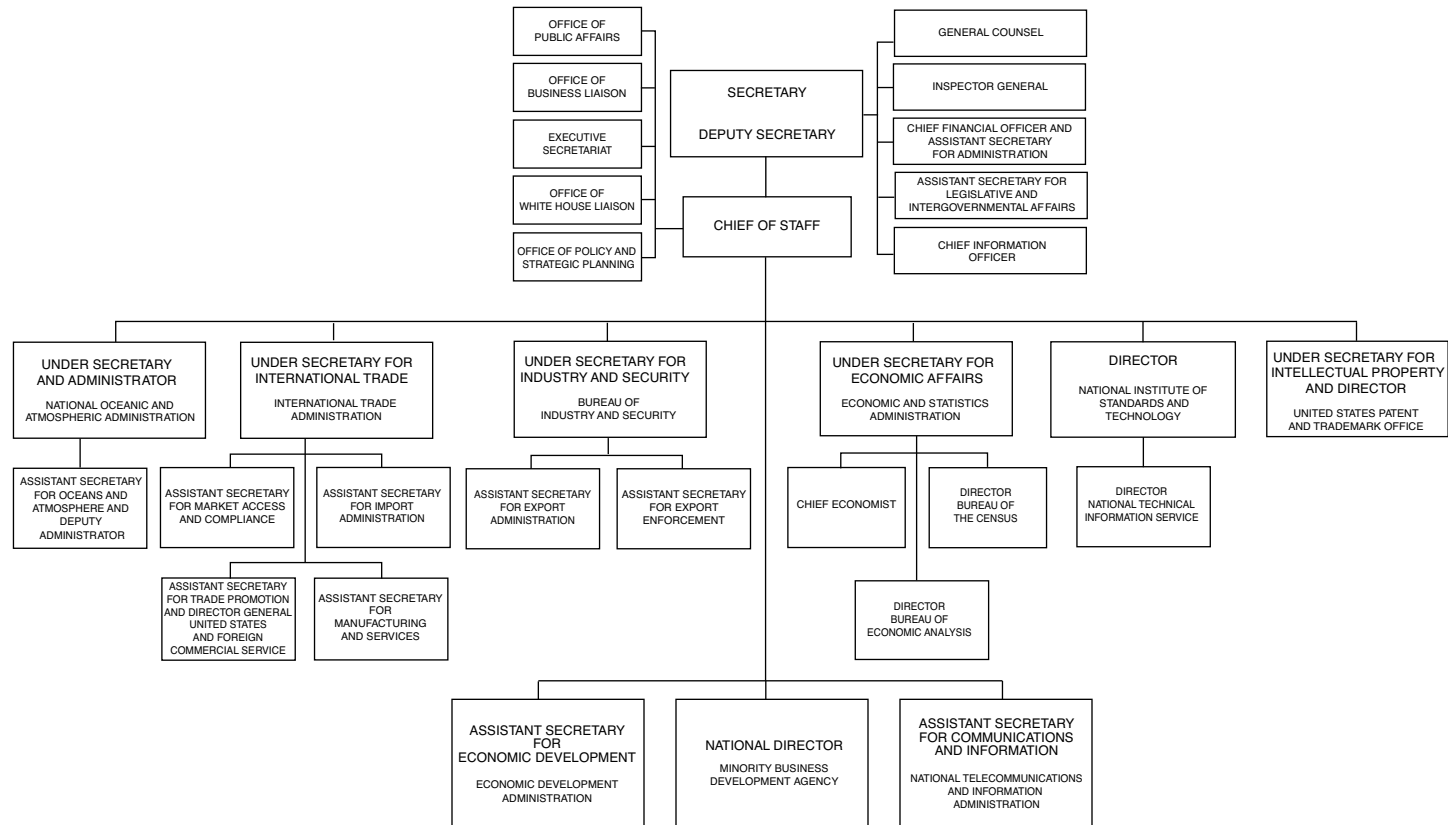 OFFICE OF
PUBLIC AFFAIRS
OFFICE OF
BUSINESS LIAISON
EXECUTIVE
SECRETARIAT
OFFICE OF
WHITE HOUSE LIAISON
OFFICE OF POLICY AND
STRATEGIC PLANNING
SECRETARY
DEPUTY SECRETARY
CHIEF OF STAFF
GENERAL COUNSEL
INSPECTOR GENERAL
CHIEF FINANCIAL OFFICER AND
ASSISTANT SECRETARY
FOR ADMINISTRATION
ASSISTANT SECRETARY FOR
LEGISLATIVE AND
INTERGOVERNMENTAL AFFAIRS
CHIEF INFORMATION
OFFICER
UNDER SECRETARY
AND ADMINISTRATOR
NATIONAL OCEANIC AND
ATMOSPHERIC ADMINISTRATION
UNDER SECRETARY FOR
INTERNATIONAL TRADE
INTERNATIONAL TRADE
ADMINISTRATION
UNDER SECRETARY FOR
INDUSTRY AND SECURITY
BUREAU OF
INDUSTRY AND SECURITY
UNDER SECRETARY FOR
ECONOMIC AFFAIRS
ECONOMIC AND STATISTICS
ADMINISTRATION
DIRECTOR
NATIONAL INSTITUTE OF
STANDARDS AND
TECHNOLOGY
UNDER SECRETARY FOR
INTELLECTUAL PROPERTY
AND DIRECTOR
UNITED STATES PATENT
AND TRADEMARK OFFICE
ASSISTANT SECRETARY
FOR OCEANS AND
ATMOSPHERE AND
DEPUTY
ADMINISTRATOR
ASSISTANT SECRETARY
FOR MARKET ACCESS
AND COMPLIANCE
ASSISTANT SECRETARY
FOR IMPORT
ADMINISTRATION
ASSISTANT SECRETARY
FOR EXPORT
ADMINISTRATION
ASSISTANT SECRETARY
FOR EXPORT
ENFORCEMENT
CHIEF ECONOMIST
DIRECTOR
BUREAU OF
THE CENSUS
DIRECTOR
NATIONAL TECHNICAL
INFORMATION SERVICE
ASSISTANT SECRETARY
FOR TRADE PROMOTION
AND DIRECTOR GENERAL
UNITED STATES
AND FOREIGN
COMMERCIAL SERVICE
ASSISTANT SECRETARY
FOR
MANUFACTURING
AND SERVICES
DIRECTOR
BUREAU OF
ECONOMIC ANALYSIS
ASSISTANT SECRETARY
FOR
ECONOMIC DEVELOPMENT
ECONOMIC DEVELOPMENT
ADMINISTRATION
NATIONAL DIRECTOR
MINORITY BUSINESS
DEVELOPMENT AGENCY
ASSISTANT SECRETARY
FOR COMMUNICATIONS
AND INFORMATION
NATIONAL TELECOMMUNICATIONS
AND INFORMATION
ADMINISTRATION